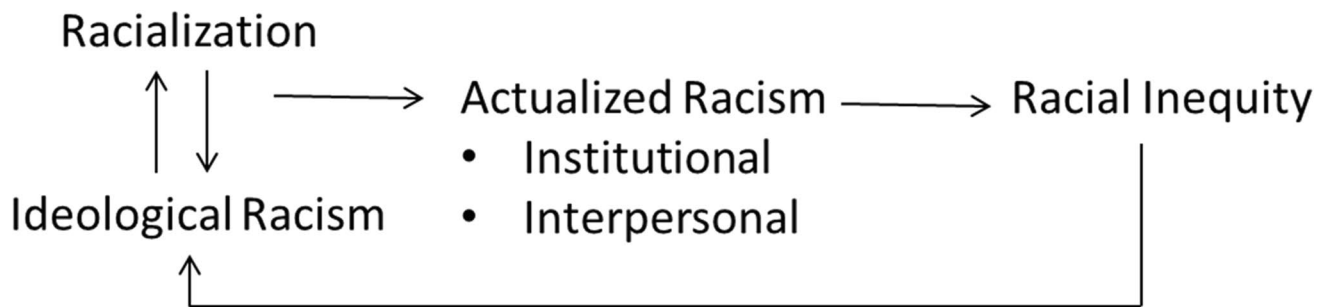 Racialization
Actualized Racism
Racial Inequity
• Institutional
Ideological Racism
• Interpersonal